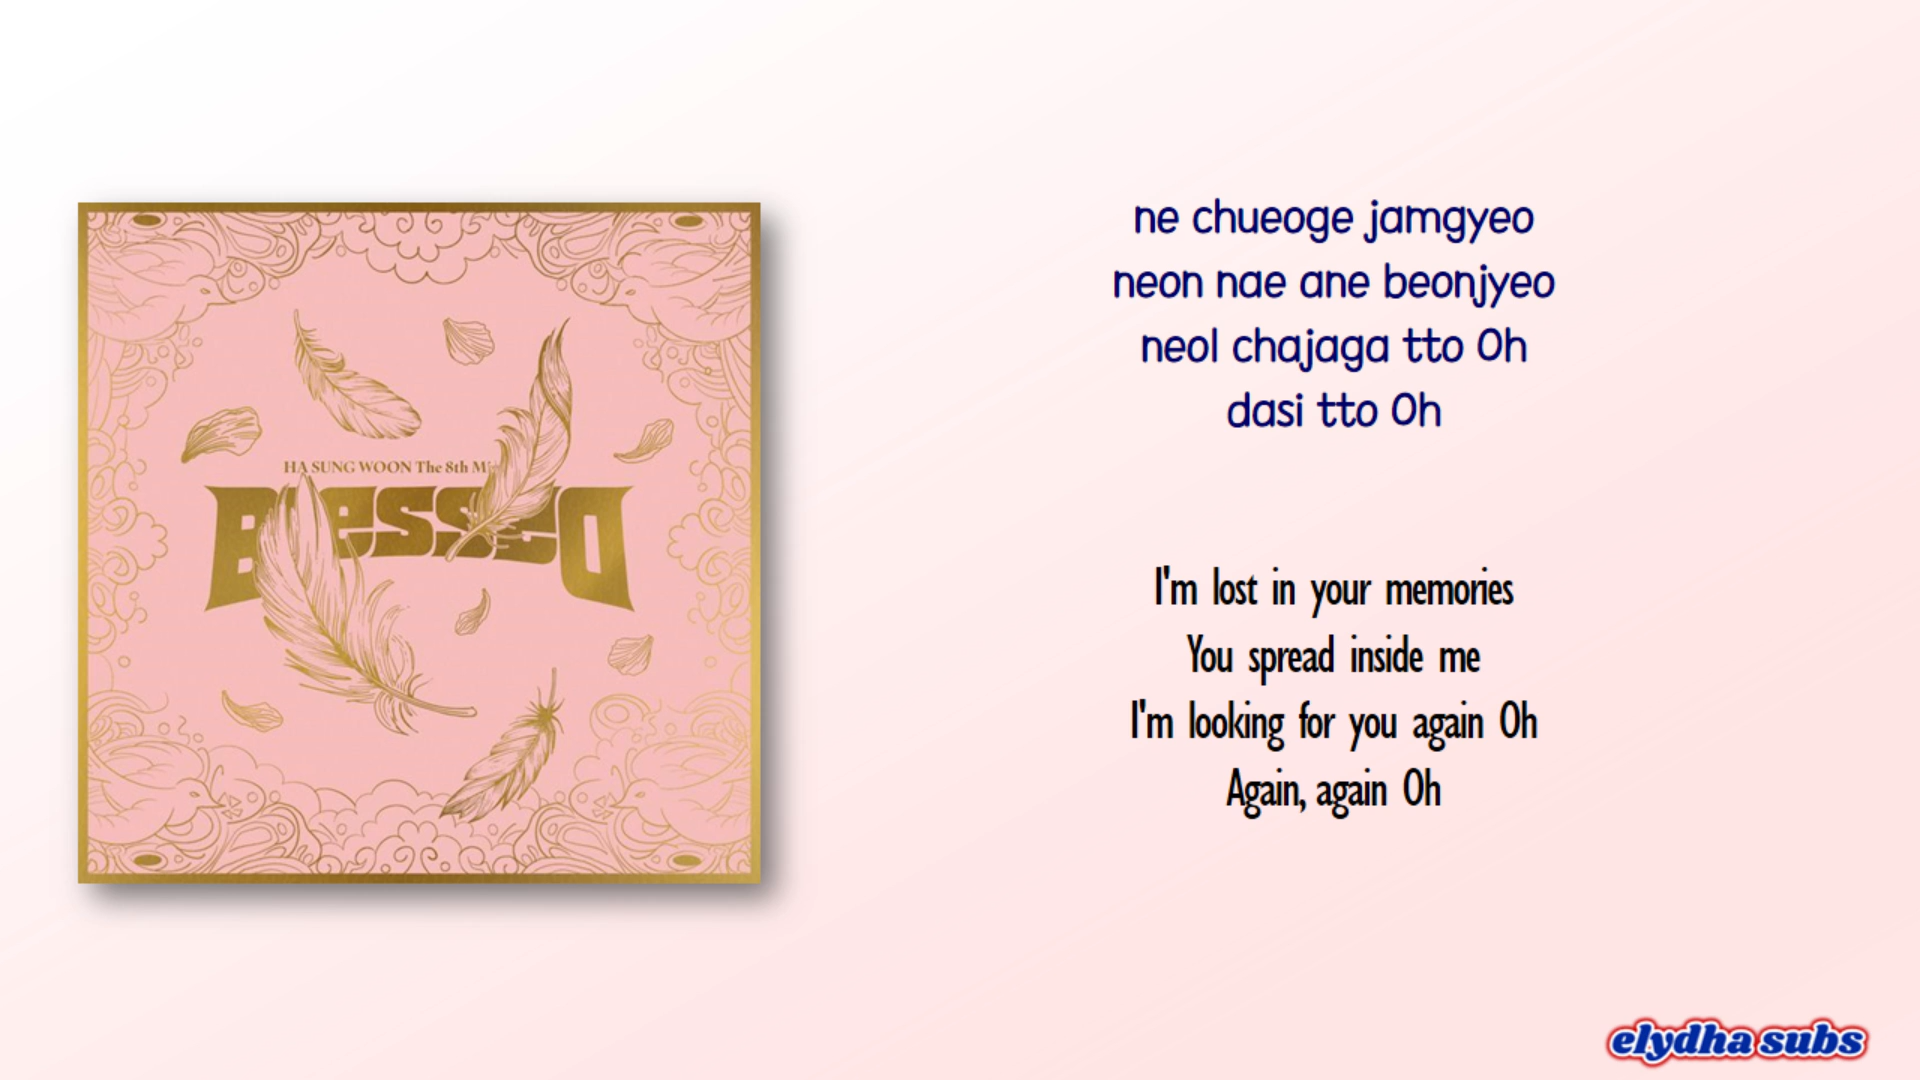 HA SUNG WOON The 8th
BLESSED
ne chueoge jamgyeo
neon nae ane beonjyeo
neol chajaga tto Oh
dasi tto Oh
I'm lost in your memories
You spread inside me
I'm looking for you again Oh
Again, again Oh
elydha subs